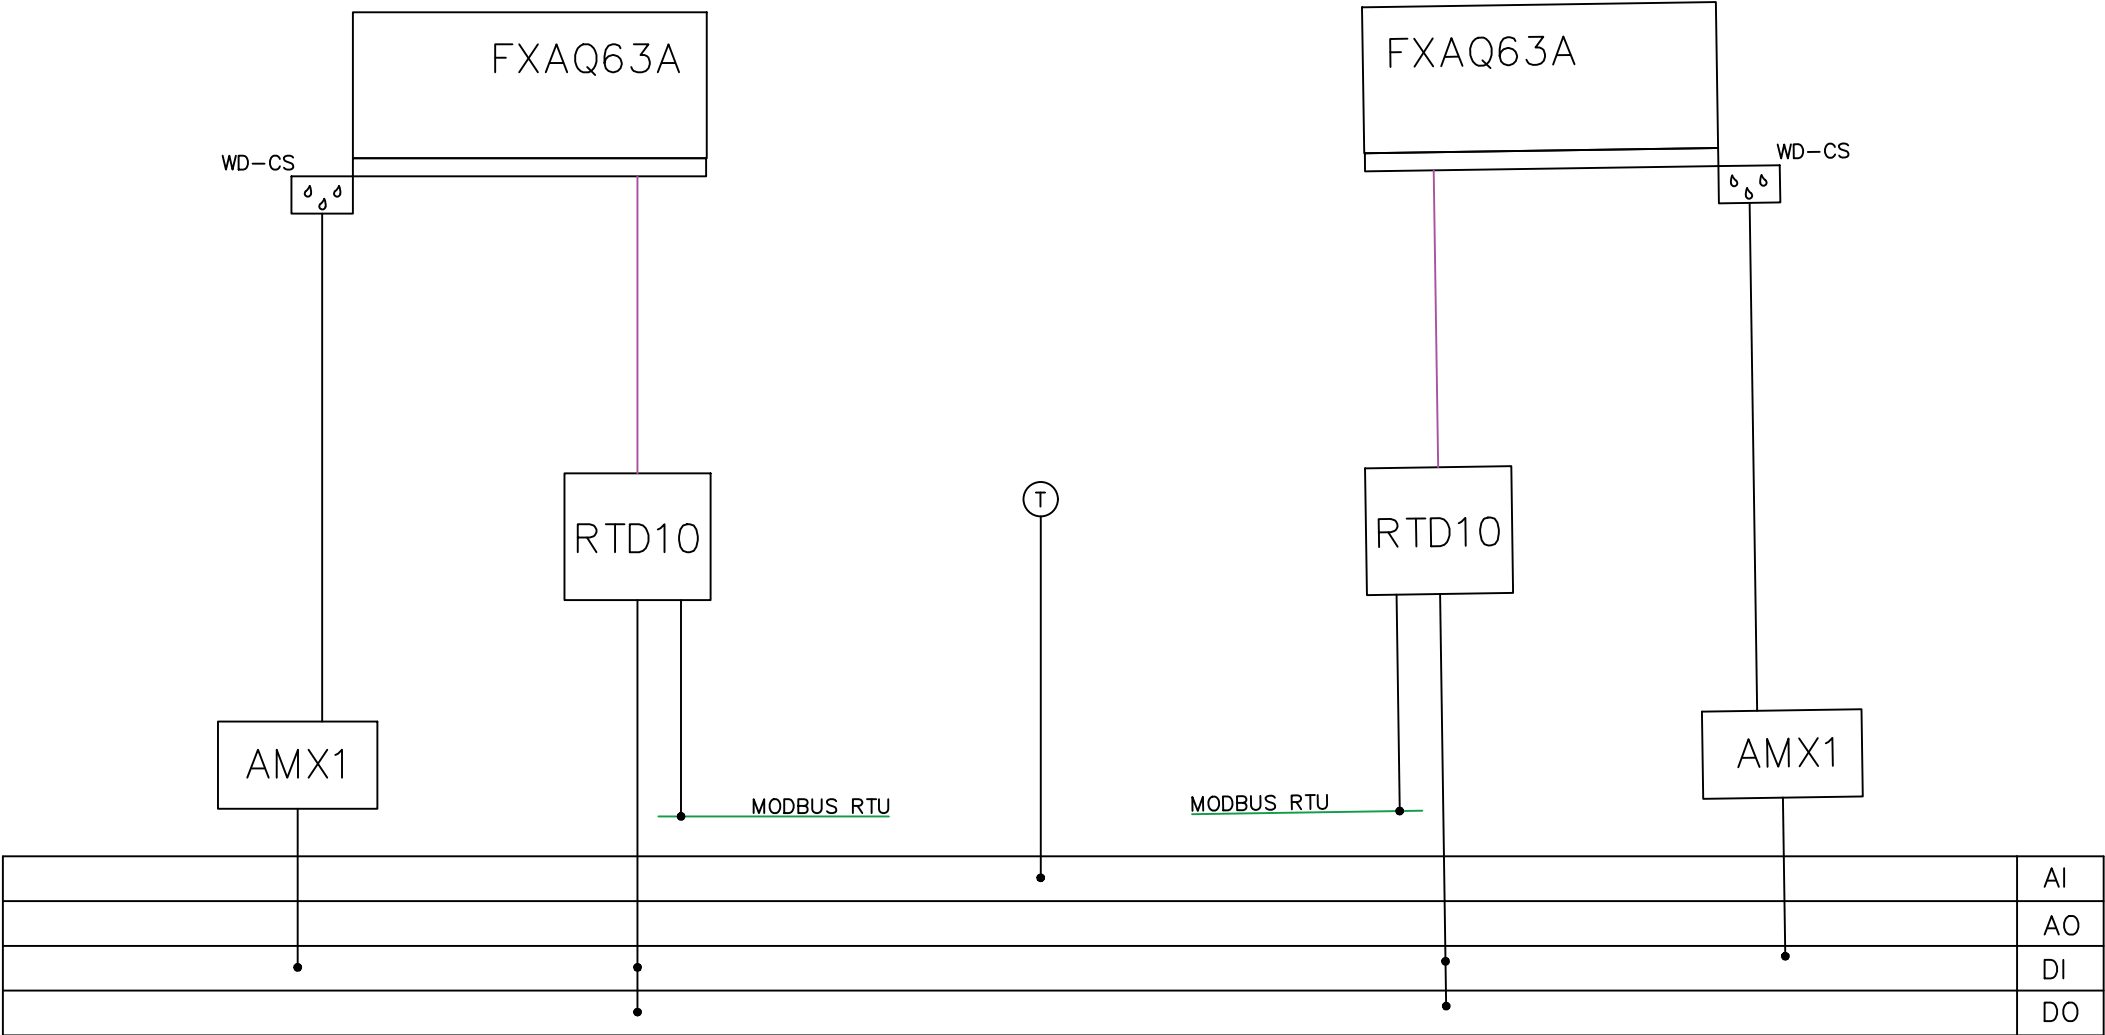 FXAQ63A
FXAQ63A
WD-CS
WD-CS
T
RTD10
RTD10
AMX1
AMX1
MODBUS RTU
MODBUS RTU
AI
AO
DI
DO